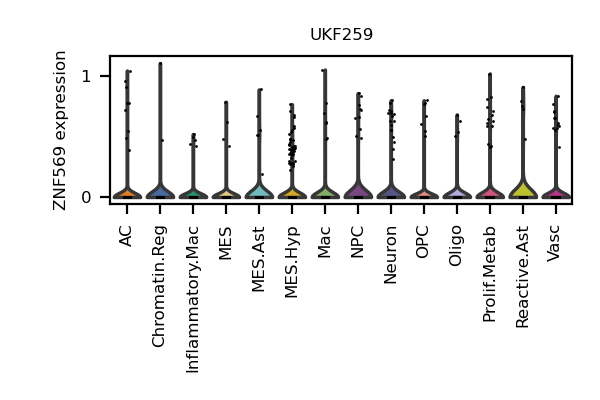 UKF259
ZNF569 expression
1
0
AC
Chromatin.Reg
Inflammatory.Mac
MES
MES.Ast
MES.Hyp
Mac
NPC
Neuron
OPC
Oligo
Prolif.Metab
Reactive.Ast
Vasc